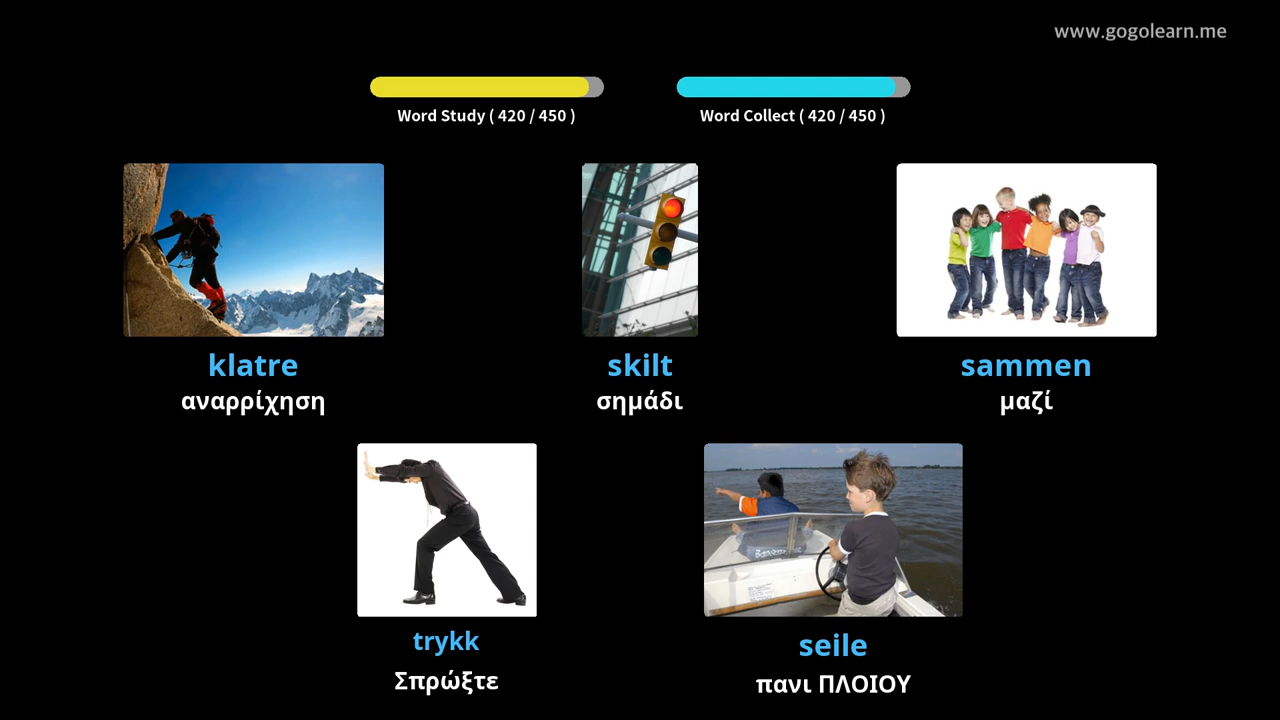 www.gogolearn.me
Word Study ( 420 / 450 )
Word Collect ( 420 / 450 )
klatre
αναρρίχηση
skilt
σημάδι
sammen
μαζί
trykk
Σπρώξτε
seile
πανι ΠΛΟΙΟΥ